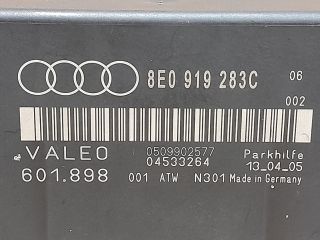 8E0 919 283C 06
002
VALEO 0509902577 Parkhilfe
04533264 13_04_05
601.898 001 ATW N301 Made in Germany